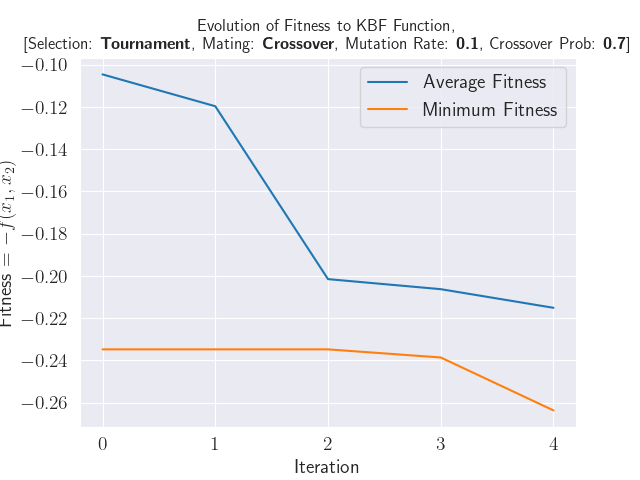 Evolution of Fitness to KBF Function,
[Selection: Tournament, Mating: Crossover, Mutation Rate: 0.1, Crossover Prob: 0.7]
−0.10
−0.12
−0.14
−0.16
−0.18
−0.20
−0.22
−0.24
−0.26
Fitness = −f(x₁, x₂)
Average Fitness
Minimum Fitness
0 1 2 3 4
Iteration